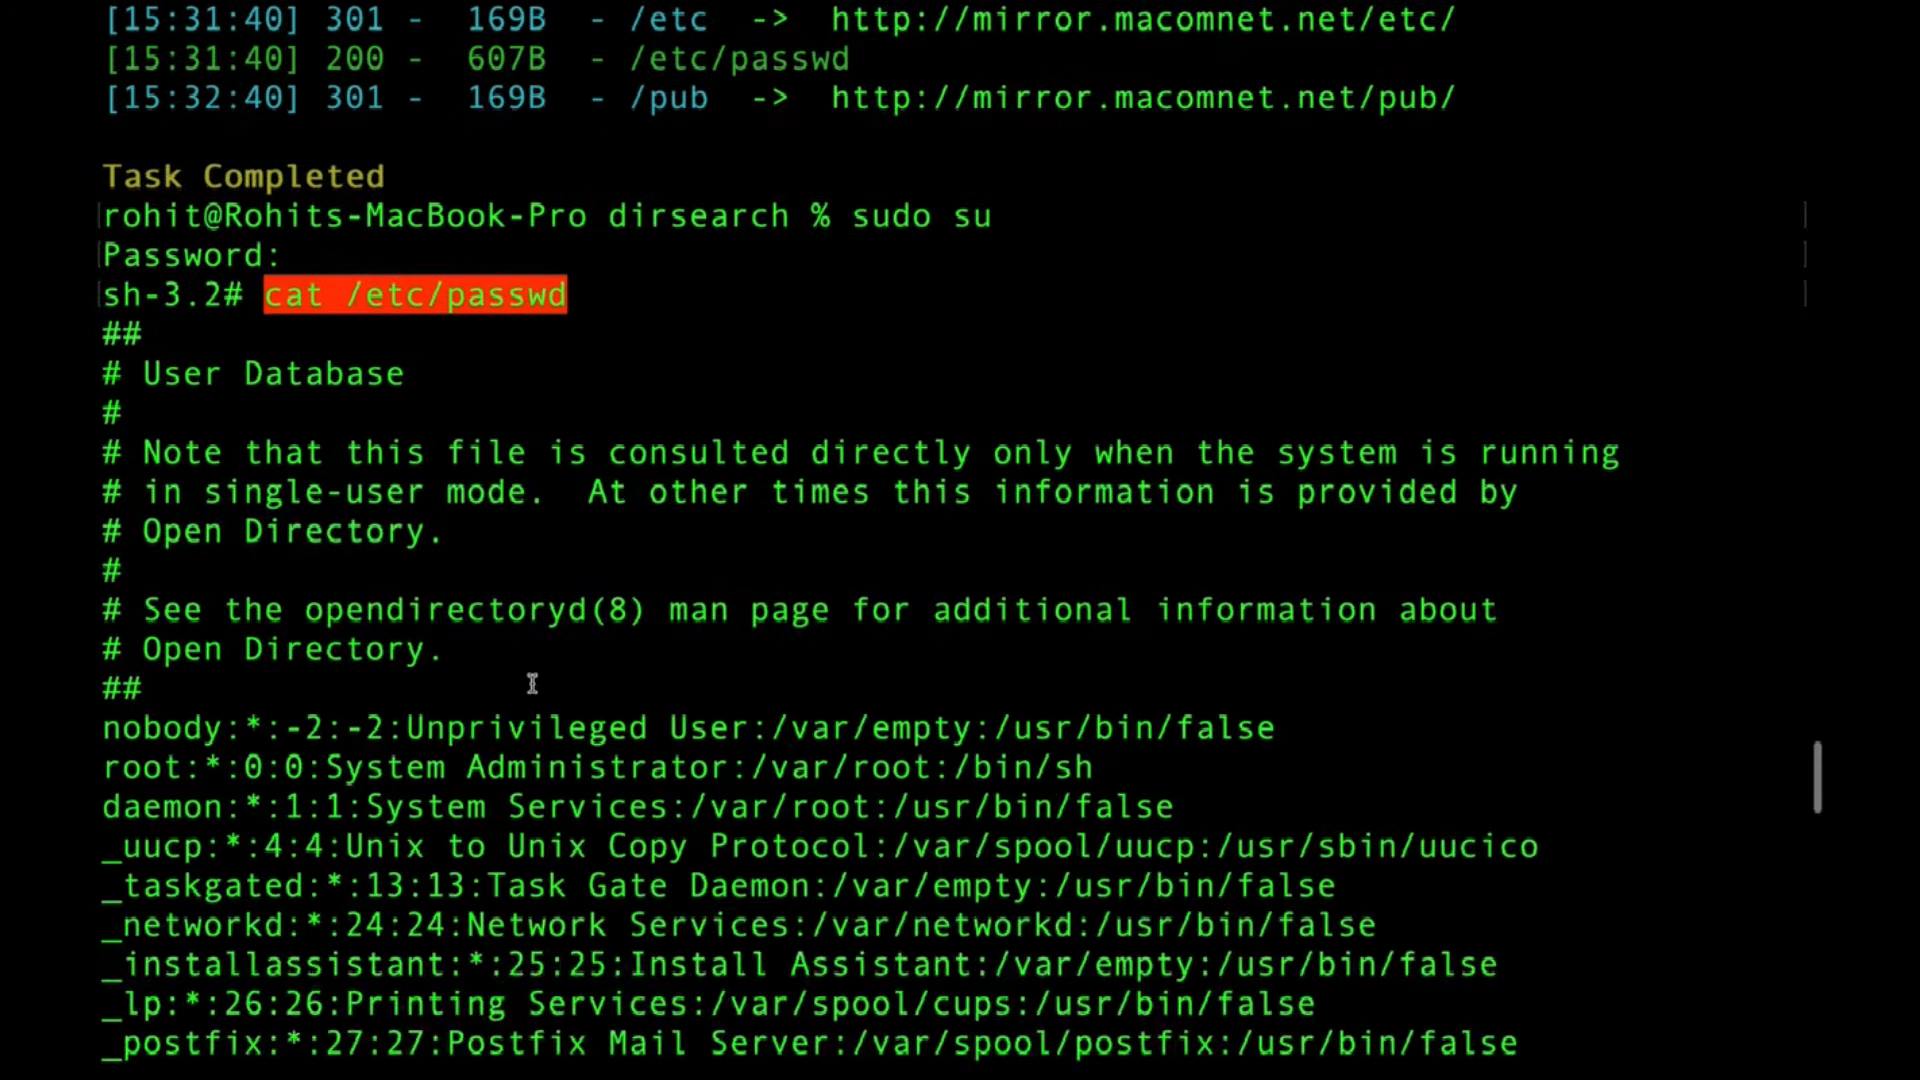 [15:31:40] 301 -  169B  - /etc  ->  http://mirror.macomnet.net/etc/
[15:31:40] 200 -  607B  - /etc/passwd
[15:32:40] 301 -  169B  - /pub  ->  http://mirror.macomnet.net/pub/
Task Completed
rohit@Rohits-MacBook-Pro dirsearch % sudo su
Password:
sh-3.2# cat /etc/passwd
##
# User Database
#
# Note that this file is consulted directly only when the system is running
# in single-user mode.  At other times this information is provided by
# Open Directory.
#
# See the opendirectoryd(8) man page for additional information about
# Open Directory.
##
nobody:*:-2:-2:Unprivileged User:/var/empty:/usr/bin/false
root:*:0:0:System Administrator:/var/root:/bin/sh
daemon:*:1:1:System Services:/var/root:/usr/bin/false
_uucp:*:4:4:Unix to Unix Copy Protocol:/var/spool/uucp:/usr/sbin/uucico
_taskgated:*:13:13:Task Gate Daemon:/var/empty:/usr/bin/false
_networkd:*:24:24:Network Services:/var/networkd:/usr/bin/false
_installassistant:*:25:25:Install Assistant:/var/empty:/usr/bin/false
_lp:*:26:26:Printing Services:/var/spool/cups:/usr/bin/false
_postfix:*:27:27:Postfix Mail Server:/var/spool/postfix:/usr/bin/false